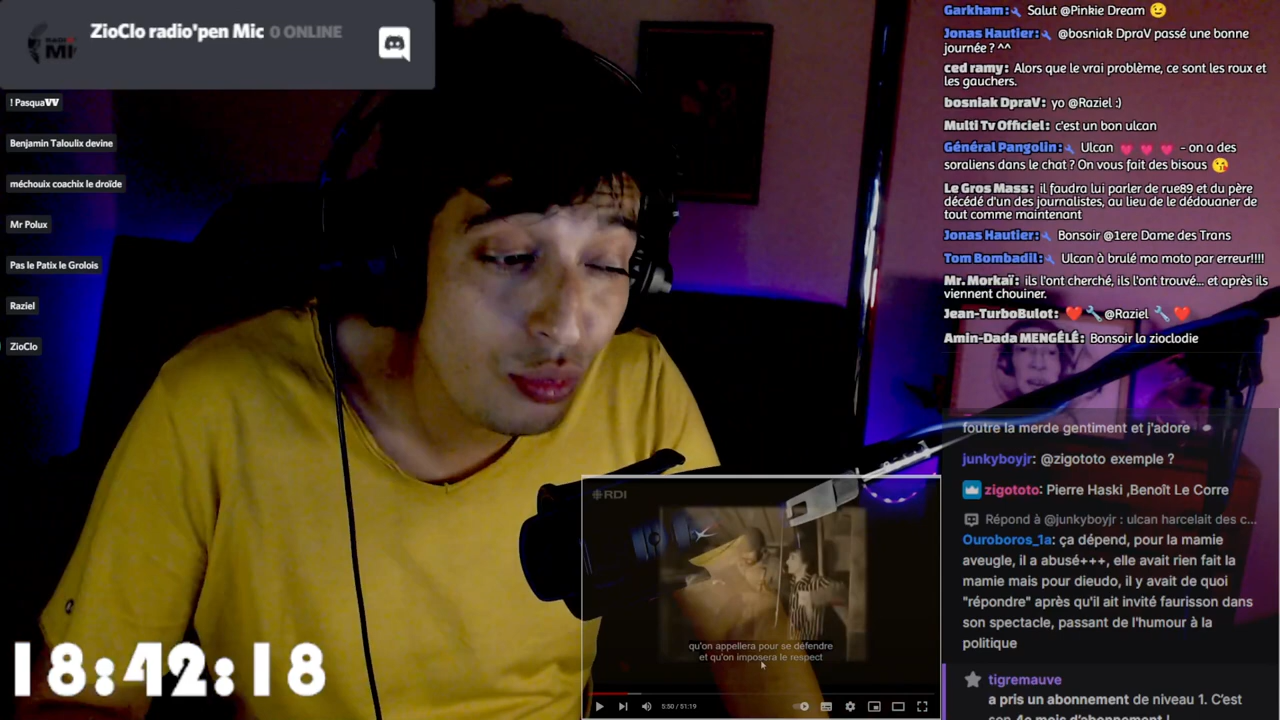 ZioClo radio'pen Mic 0 ONLINE
MI
! PasquaVV
Benjamin Taloulix devine
méchouix coachix le droïde
Mr Polux
Pas le Patix le Grolois
Raziel
ZioClo
18:42:18
Garkham: Salut @Pinkie Dream 😉
Jonas Hautier: @bosniak DpraV passé une bonne
journée ? ^^
ced ramy: Alors que le vrai problème, ce sont les roux et
les gauchers.
bosniak DpraV: yo @Raziel :)
Multi Tv Officiel: c'est un bon ulcan
Général Pangolin: Ulcan 💗 💗 💗 - on a des
soraliens dans le chat ? On vous fait des bisous 😘
Le Gros Mass: il faudra lui parler de rue89 et du père
décédé d'un des journalistes, au lieu de le dédouaner de
tout comme maintenant
Jonas Hautier: Bonsoir @1ere Dame des Trans
Tom Bombadil: Ulcan à brulé ma moto par erreur!!!!
Mr. Morkaï: ils l'ont cherché, ils l'ont trouvé... et après ils
viennent chouiner.
Jean-TurboBulot: ❤️ 🔧 @Raziel 🔧 ❤️
Amin-Dada MENGÊLÉ: Bonsoir la zioclodie
foutre la merde gentiment et j'adore
junkyboyjr: @zigototo exemple ?
zigototo: Pierre Haski ,Benoît Le Corre
Répond à @junkyboyjr : ulcan harcelait des c...
Ouroboros_1a: ça dépend, pour la mamie
aveugle, il a abusé+++, elle avait rien fait la
mamie mais pour dieudo, il y avait de quoi
"répondre" après qu'il ait invité faurisson dans
son spectacle, passant de l'humour à la
politique
tigremauve
a pris un abonnement de niveau 1. C'est
son 4e mois d'abonnement !
RDI
qu'on appellera pour se défendre
et qu'on imposera le respect
5:50 / 51:19